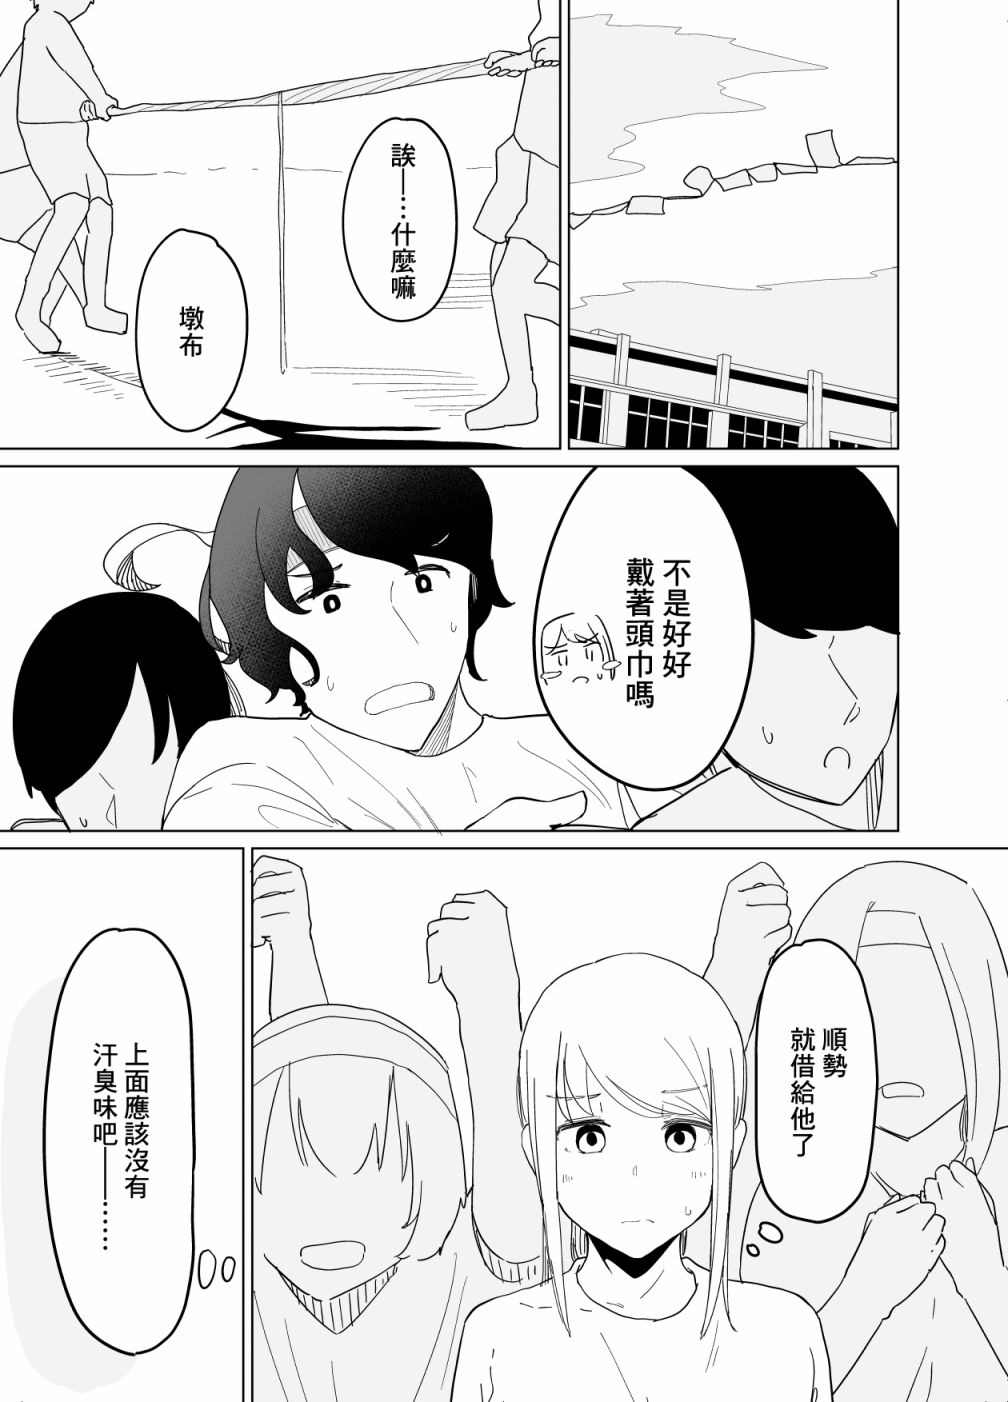 誒——⋯⋯什麼嘛
墩布
不是好好
戴著頭巾嗎
順勢
就借給他了
上面應該沒有
汗臭味吧——⋯⋯⋯